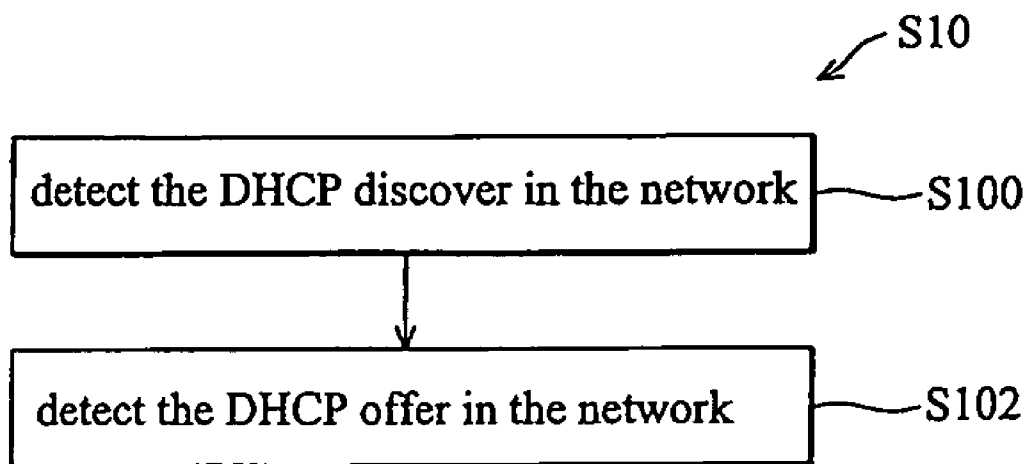 S10
detect the DHCP discover in the network
S100
detect the DHCP offer in the network
S102